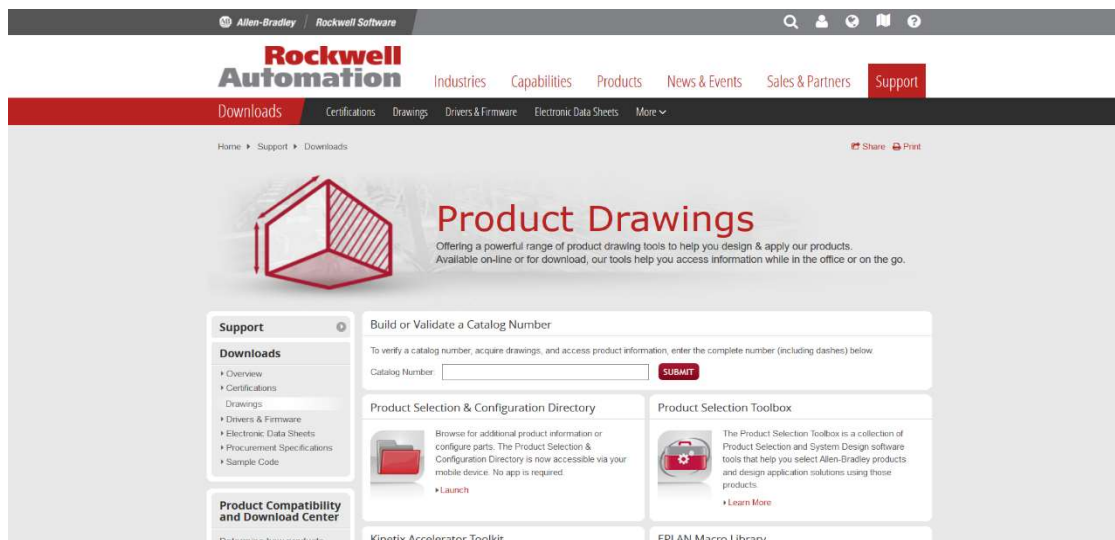 Allen-Bradley Rockwell Software
Rockwell
Automation
Industries Capabilities Products News & Events Sales & Partners Support
Downloads Certifications Drawings Drivers & Firmware Electronic Data Sheets More
Home Support Downloads
Share Print
Product Drawings
Offering a powerful range of product drawing tools to help you design & apply our products.
Available on-line or for download, our tools help you access information while in the office or on the go.
Support
Downloads
Overview
Certifications
Drawings
Drivers & Firmware
Electronic Data Sheets
Procurement Specifications
Sample Code
Product Compatibility
and Download Center
Build or Validate a Catalog Number
To verify a catalog number, acquire drawings, and access product information, enter the complete number (including dashes) below.
Catalog Number: SUBMIT
Product Selection & Configuration Directory
Browse for additional product information or
configure parts. The Product Selection &
Configuration Directory is now accessible via your
mobile device. No app is required.
Launch
Product Selection Toolbox
The Product Selection Toolbox is a collection of
Product Selection and System Design software
tools that help you select Allen-Bradley products
and design application solutions using those
products.
Learn More
Kinetix Accelerator Toolkit
EPLAN Macro Library